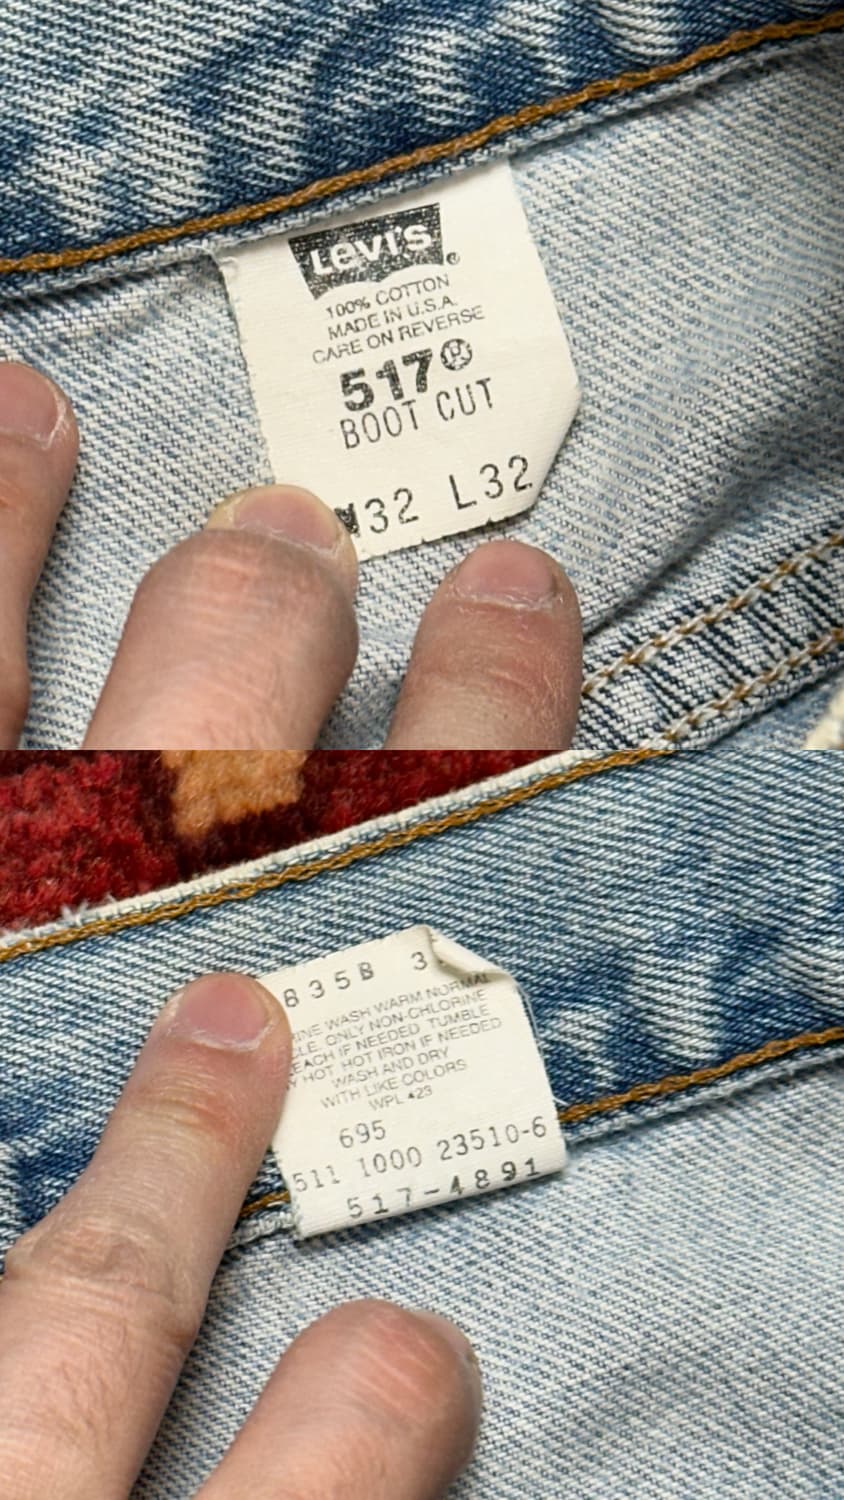 Levi's®
100% COTTON
MADE IN U.S.A.
CARE ON REVERSE
517®
BOOT CUT
W32 L32
835B 3
WASH WARM NORMAL
ONLY NON-CHLORINE
IF NEEDED TUMBLE
HOT HOT IRON IF NEEDED
WASH AND DRY
WITH LIKE COLORS
WPL 423
695
511 1000 23510-6
517-4891